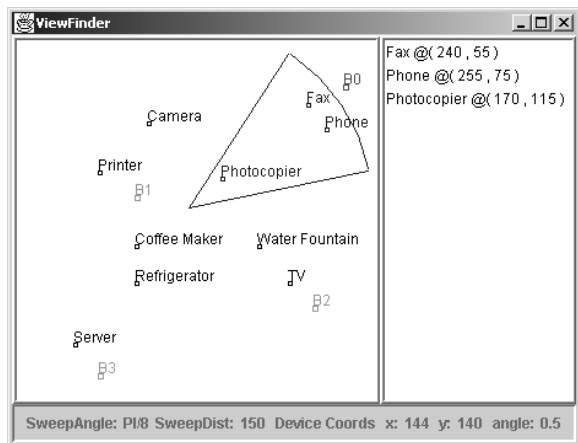 ViewFinder
Fax @( 240 , 55 )
Phone @( 255 , 75 )
Photocopier @( 170 , 115 )
B0
Fax
Camera
Phone
Printer
Photocopier
B1
Coffee Maker
Water Fountain
Refrigerator
TV
B2
Server
B3
SweepAngle: PI/8 SweepDist: 150 Device Coords x: 144 y: 140 angle: 0.5